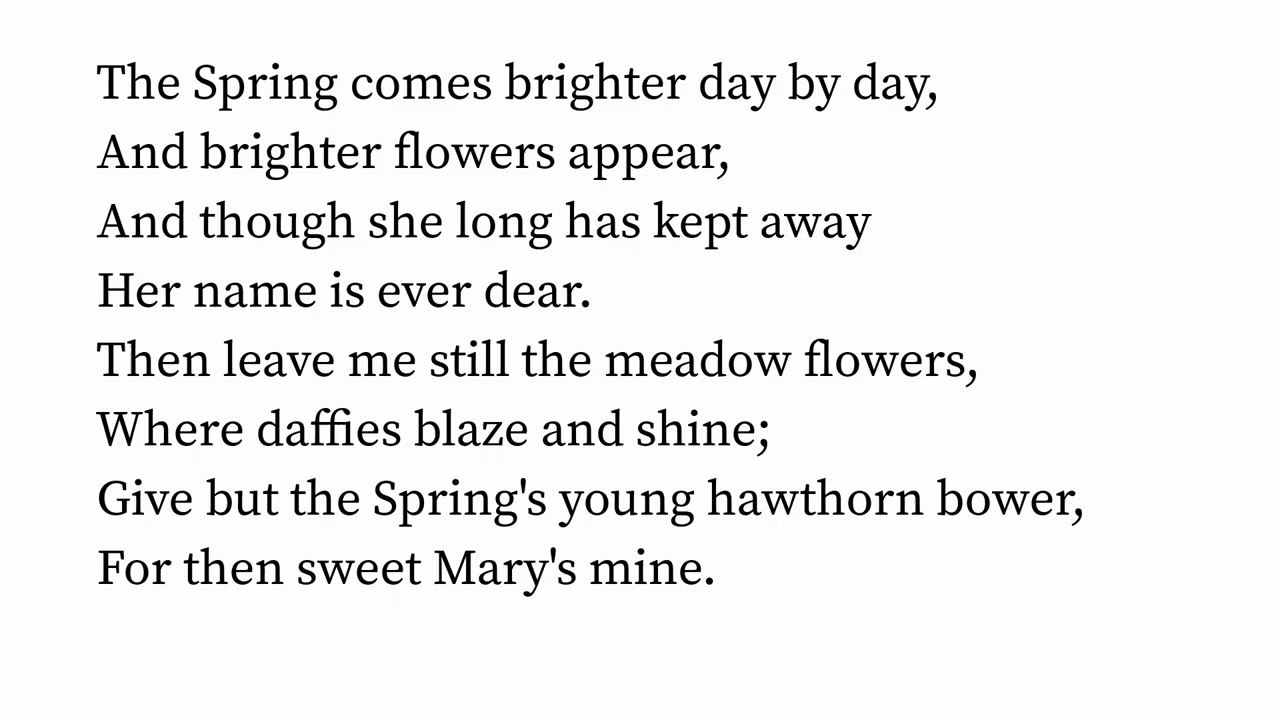 The Spring comes brighter day by day,
And brighter flowers appear,
And though she long has kept away
Her name is ever dear.
Then leave me still the meadow flowers,
Where daffies blaze and shine;
Give but the Spring's young hawthorn bower,
For then sweet Mary's mine.